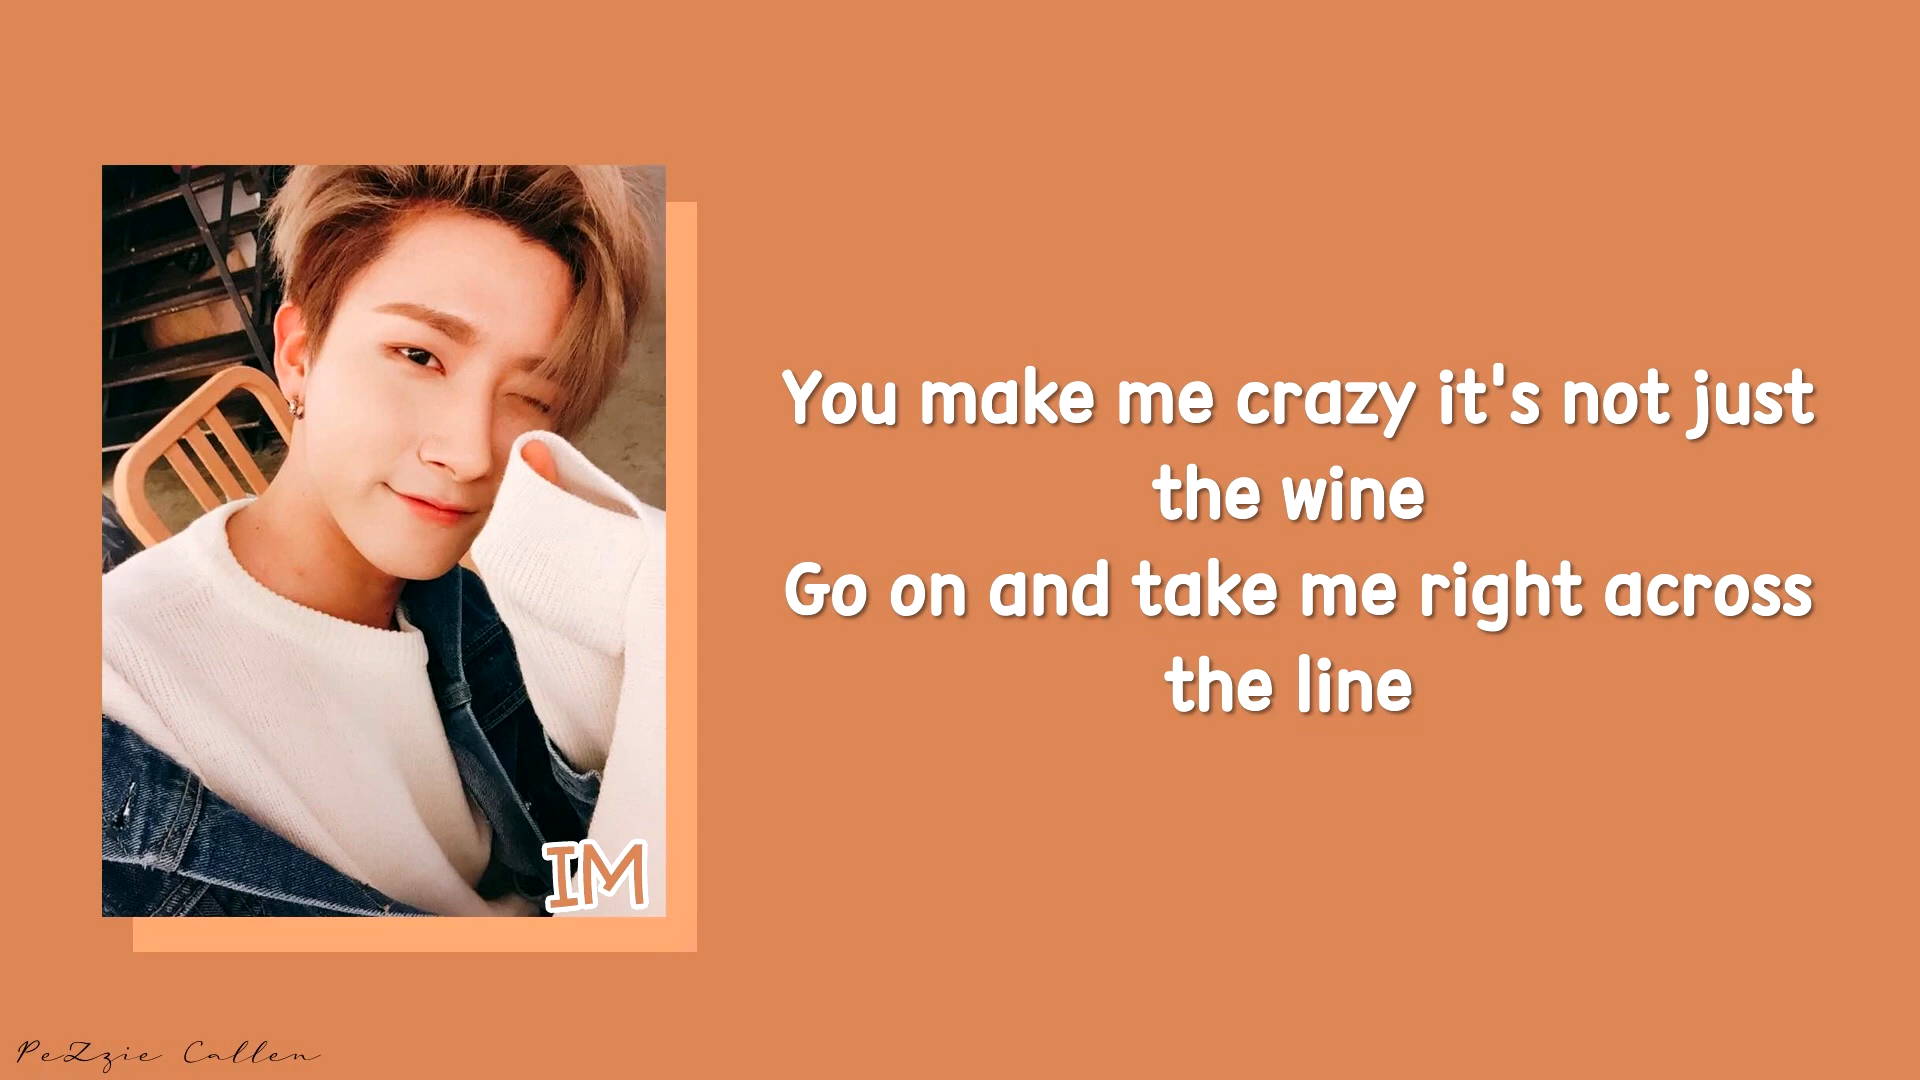 You make me crazy it's not just
the wine
Go on and take me right across
the line
IM
PeZzie Callen